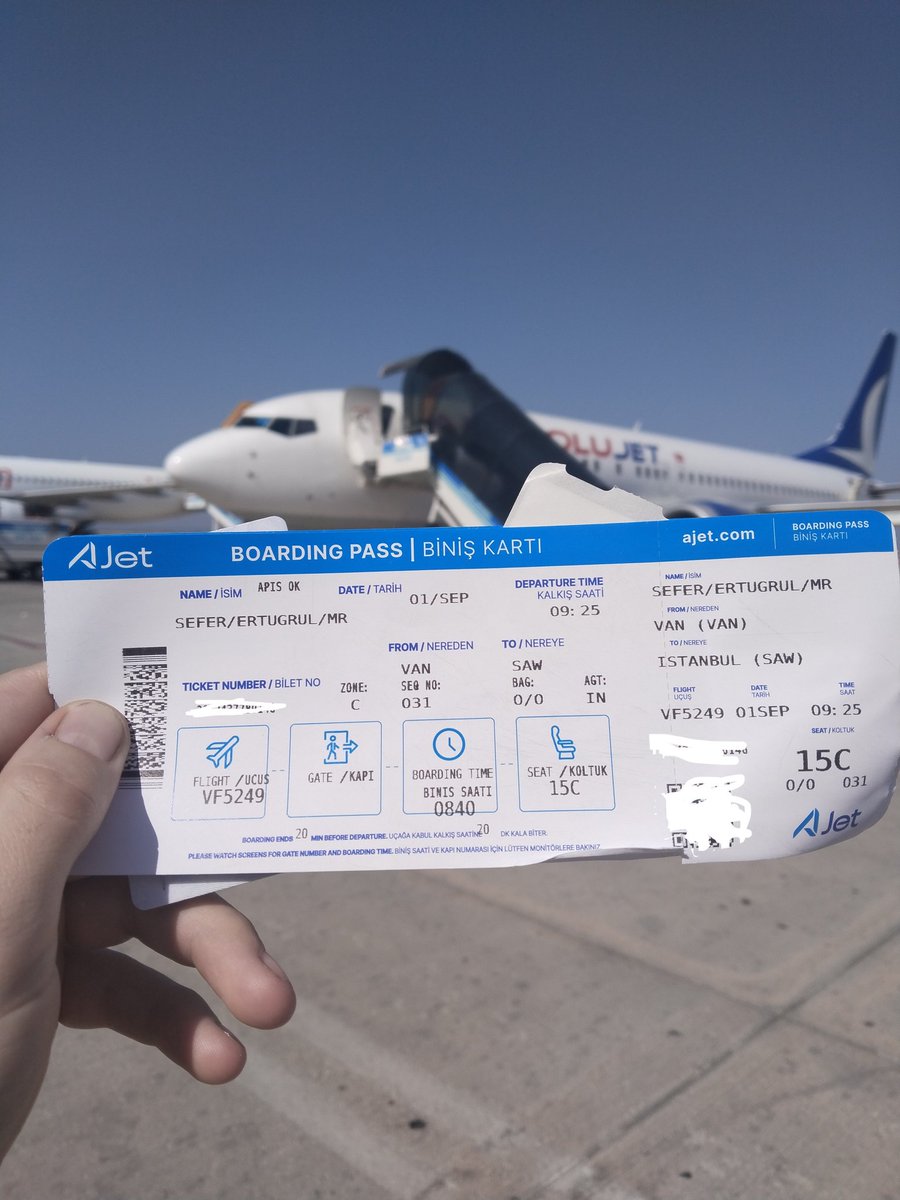 OLUJET
AJet
BOARDING PASS | BİNİŞ KARTI
NAME / İSİM APIS OK
SEFER/ERTUGRUL/MR
DATE / TARİH 01/SEP
DEPARTURE TIME
KALKIŞ SAATİ
09: 25
FROM / NEREDEN
VAN
TO / NEREYE
SAW
TICKET NUMBER / BİLET NO
ZONE:
C
SEQ NO:
031
BAG:
0/0
AGT:
IN
FLIGHT /UCUS
VF5249
GATE /KAPI
BOARDING TIME
BINIS SAATI
0840
SEAT /KOLTUK
15C
BOARDING ENDS 20 MIN BEFORE DEPARTURE. UÇAĞA KABUL KALKIŞ SAATİNE 20 DK KALA BİTER.
PLEASE WATCH SCREENS FOR GATE NUMBER AND BOARDING TIME. BİNİŞ SAATİ VE KAPI NUMARASI İÇİN LÜTFEN MONİTÖRLERE BAKINIZ.
ajet.com
BOARDING PASS
BİNİŞ KARTI
NAME / İSİM
SEFER/ERTUGRUL/MR
FROM / NEREDEN
VAN (VAN)
TO / NEREYE
ISTANBUL (SAW)
FLIGHT
UÇUŞ
VF5249
DATE
TARİH
01SEP
TIME
SAAT
09: 25
SEAT / KOLTUK
15C
0/0 031
AJet